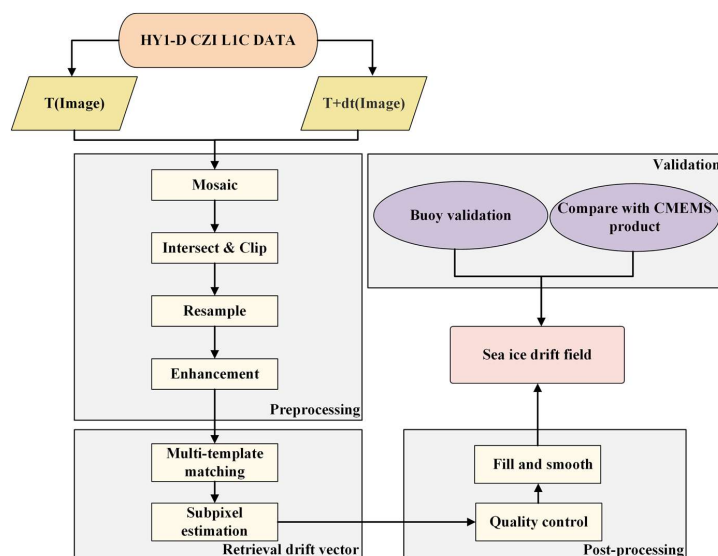 HY1-D CZI L1C DATA
T(Image)
T+dt(Image)
Mosaic
Intersect & Clip
Resample
Enhancement
Preprocessing
Multi-template
matching
Subpixel
estimation
Retrieval drift vector
Validation
Buoy validation
Compare with CMEMS
product
Sea ice drift field
Fill and smooth
Quality control
Post-processing